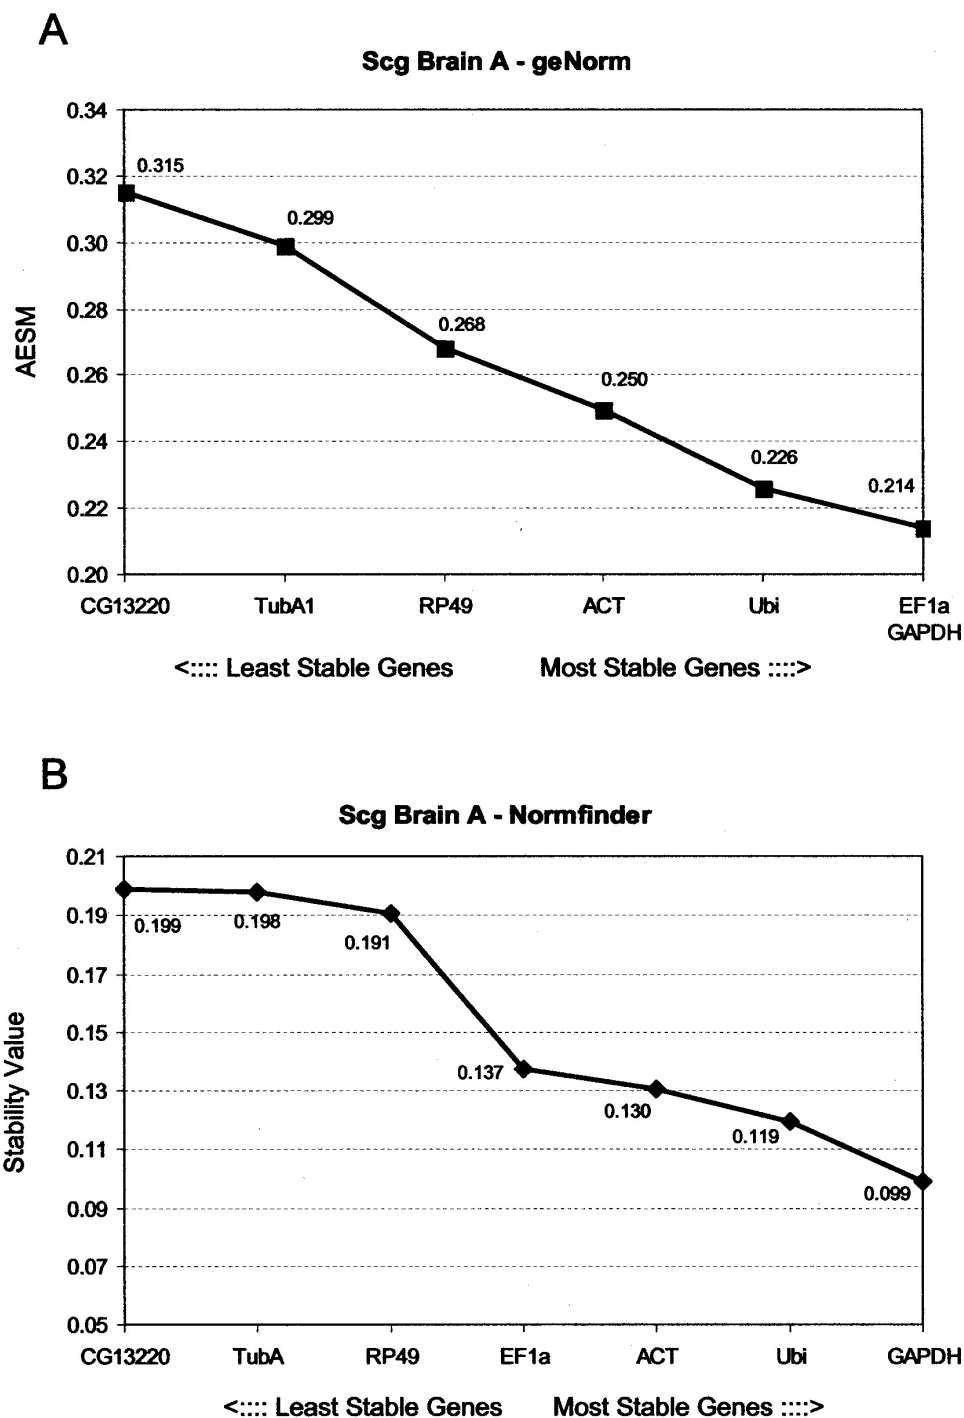 A
Scg Brain A - geNorm
0.34
0.32
0.30
0.28
0.26
0.24
0.22
0.20
AESM
0.315
0.299
0.268
0.250
0.226
0.214
CG13220 TubA1 RP49 ACT Ubi EF1a
GAPDH
<:::: Least Stable Genes Most Stable Genes ::::>
B
Scg Brain A - Normfinder
0.21
0.19
0.17
0.15
0.13
0.11
0.09
0.07
0.05
Stability Value
0.199
0.198
0.191
0.137
0.130
0.119
0.099
CG13220 TubA RP49 EF1a ACT Ubi GAPDH
<:::: Least Stable Genes Most Stable Genes ::::>